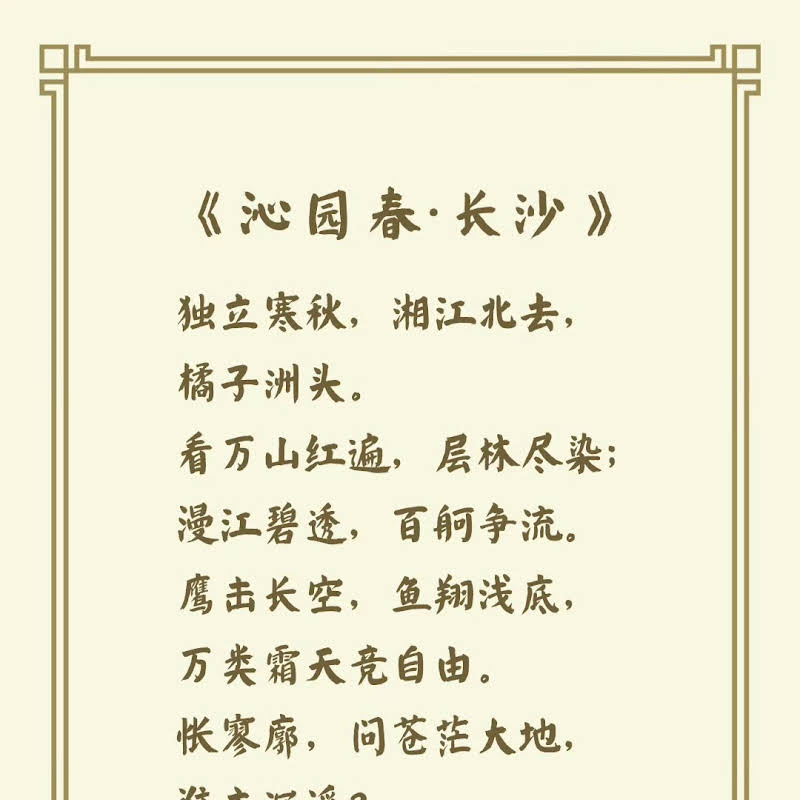 《沁园春·长沙》
独立寒秋，湘江北去，
橘子洲头。
看万山红遍，层林尽染；
漫江碧透，百舸争流。
鹰击长空，鱼翔浅底，
万类霜天竞自由。
怅寥廓，问苍茫大地，